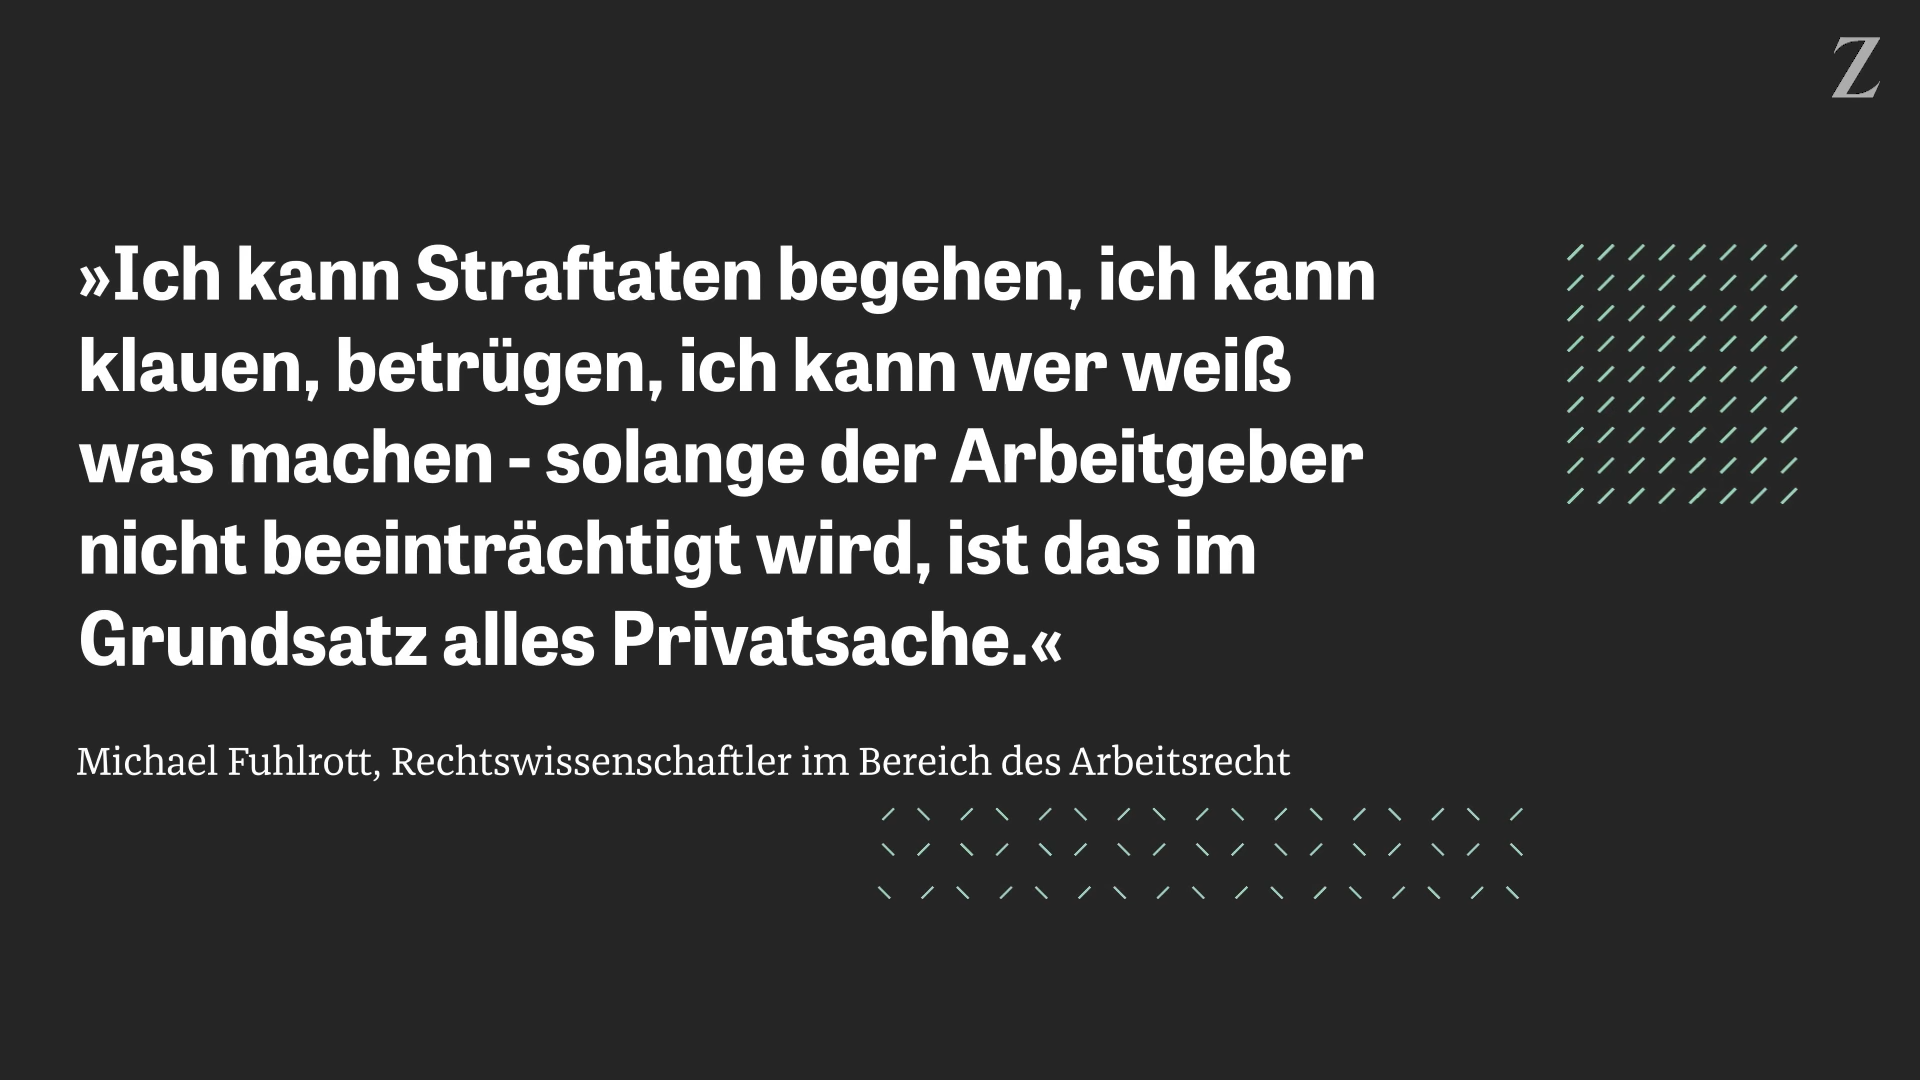 Z
»Ich kann Straftaten begehen, ich kann
klauen, betrügen, ich kann wer weiß
was machen - solange der Arbeitgeber
nicht beeinträchtigt wird, ist das im
Grundsatz alles Privatsache.«
Michael Fuhlrott, Rechtswissenschaftler im Bereich des Arbeitsrecht